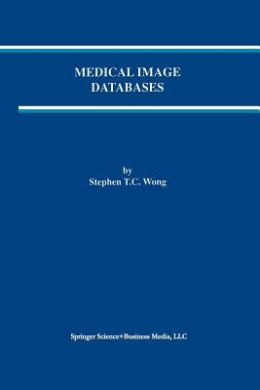 MEDICAL IMAGE
DATABASES
by
Stephen T.C. Wong
Springer Science+Business Media, LLC